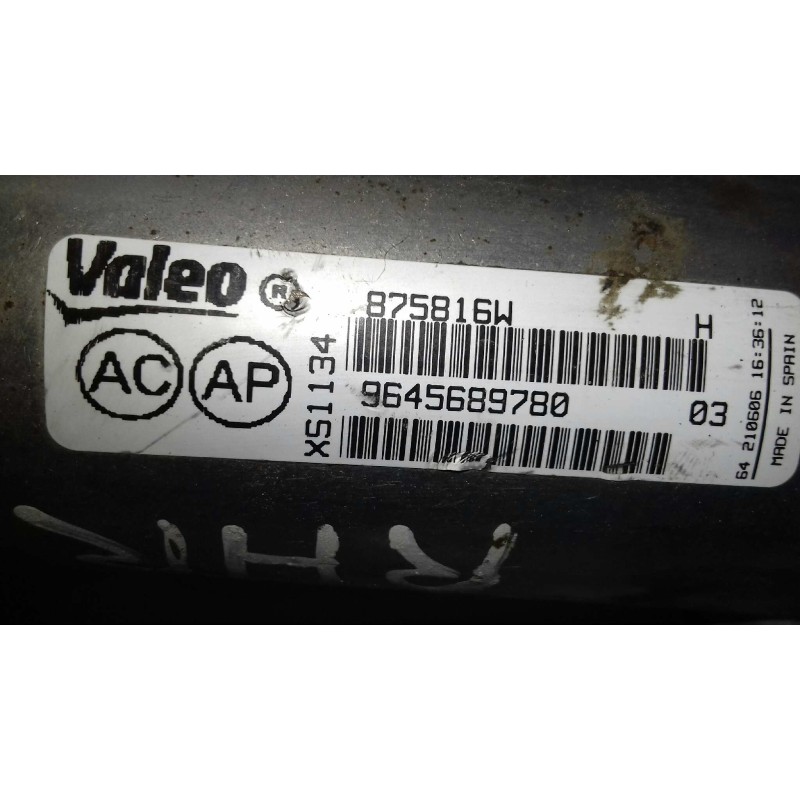 Valeo ®
875816W H
AC AP
XS1134
9645689780 03
64 210606 16:36:12
MADE IN SPAIN